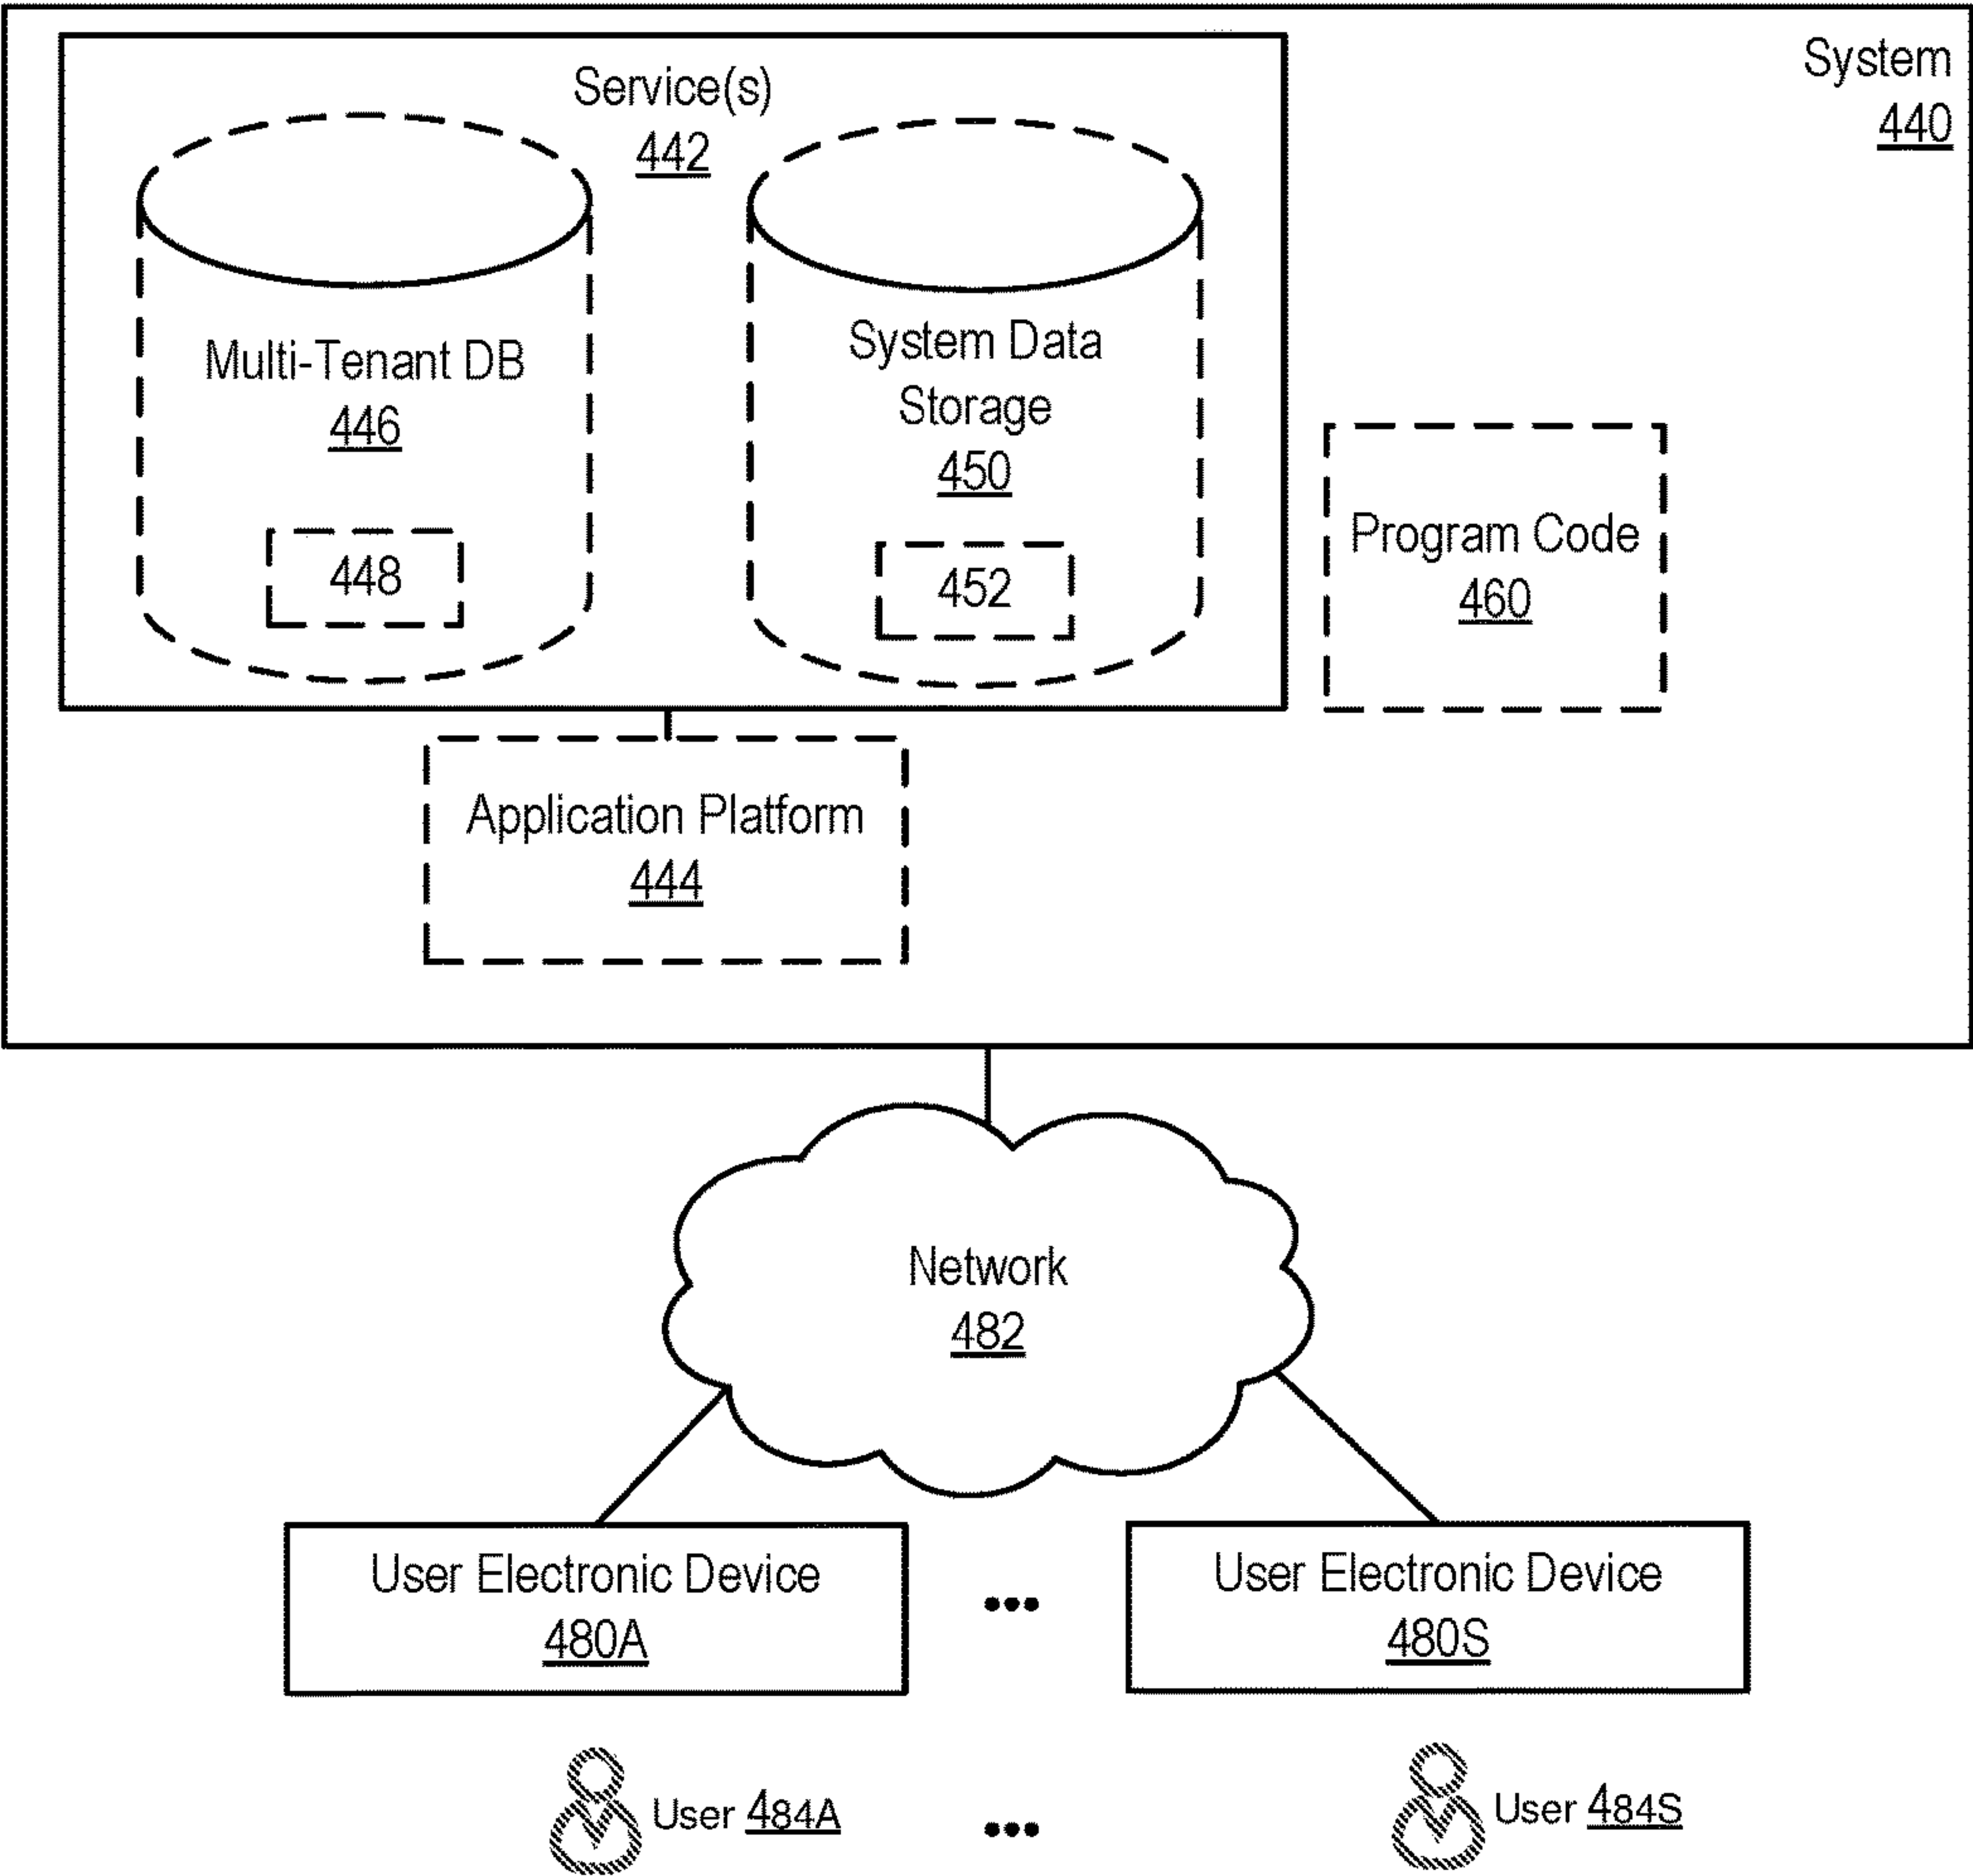 System
440
Service(s)
442
Multi-Tenant DB
446
448
System Data
Storage
450
452
Program Code
460
Application Platform
444
Network
482
User Electronic Device
480A
User Electronic Device
480S
User 484A
User 484S